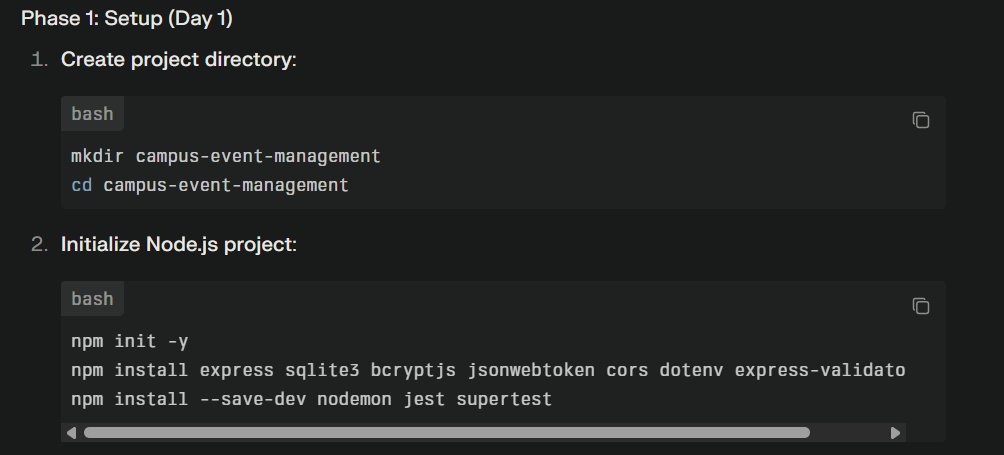 Phase 1: Setup (Day 1)
1. Create project directory:
bash
mkdir campus-event-management
cd campus-event-management
2. Initialize Node.js project:
bash
npm init -y
npm install express sqlite3 bcryptjs jsonwebtoken cors dotenv express-validato
npm install --save-dev nodemon jest supertest